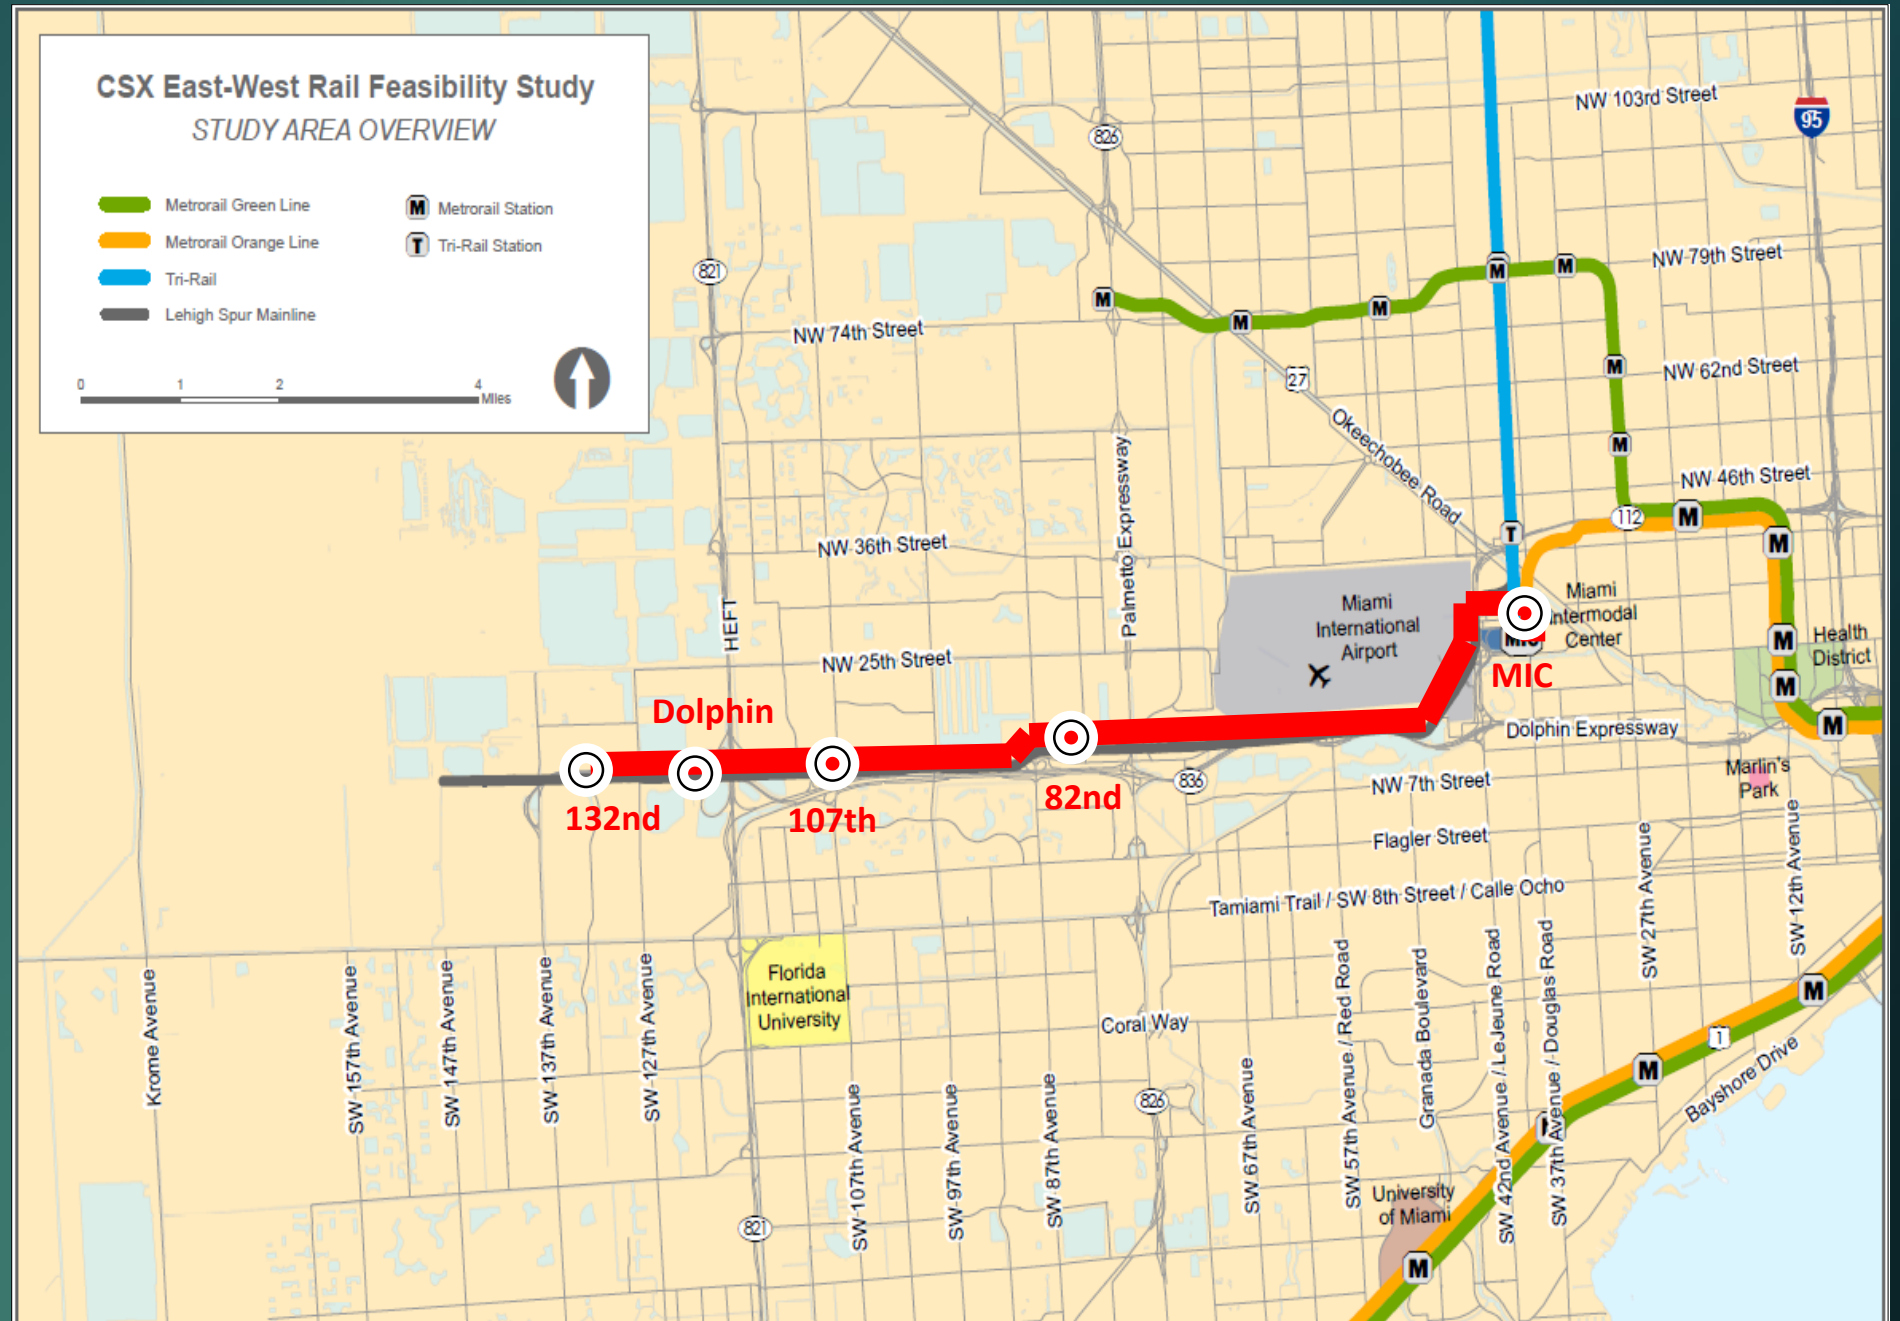 CSX East-West Rail Feasibility Study
STUDY AREA OVERVIEW
Metrorail Green Line
Metrorail Orange Line
Tri-Rail
Lehigh Spur Mainline
M Metrorail Station
T Tri-Rail Station
0 1 2 4
Miles
NW 103rd Street
95
826
821
NW 79th Street
M
M
M
NW 74th Street
M
M
M
NW 62nd Street
M
27
Okeechobee Road
Palmetto Expressway
M
NW 46th Street
112
M
T
M
NW 36th Street
HEFT
Miami
International
Airport
Miami
Intermodal
Center
M
Health
District
NW 25th Street
MIC
MIC
M
Dolphin
M
Dolphin Expressway
132nd
107th
82nd
836
NW 7th Street
Marlin's
Park
Flagler Street
Tamiami Trail / SW 8th Street / Calle Ocho
Florida
International
University
Krome Avenue
SW 157th Avenue
SW 147th Avenue
SW 137th Avenue
SW 127th Avenue
SW 107th Avenue
SW 97th Avenue
SW 87th Avenue
Coral Way
826
SW 67th Avenue
SW 57th Avenue / Red Road
Granada Boulevard
SW 42nd Avenue / LeJeune Road
SW 37th Avenue / Douglas Road
SW 27th Avenue
SW 12th Avenue
M
1
M
Bayshore Drive
M
821
University
of Miami
M